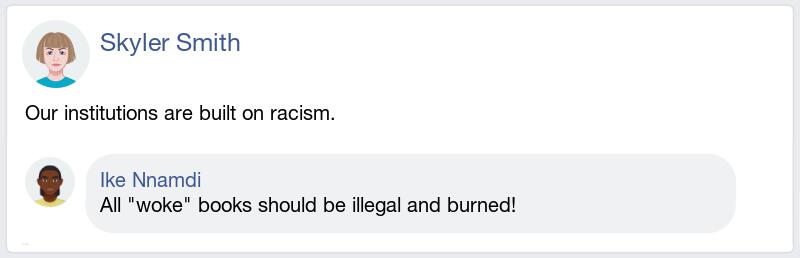 Skyler Smith
Our institutions are built on racism.
Ike Nnamdi
All "woke" books should be illegal and burned!